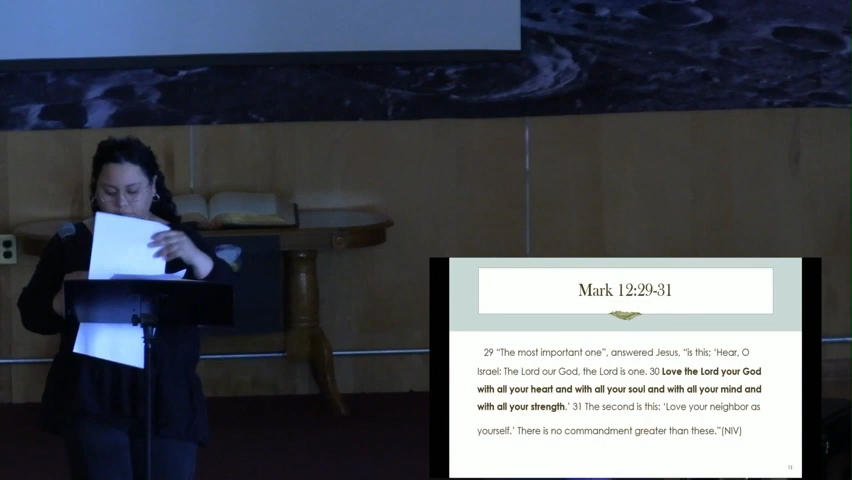 Mark 12:29-31
29 “The most important one”, answered Jesus, “is this; ‘Hear, O
Israel: The Lord our God, the Lord is one. 30 Love the Lord your God
with all your heart and with all your soul and with all your mind and
with all your strength.’ 31 The second is this: ‘Love your neighbor as
yourself.’ There is no commandment greater than these.”(NIV)